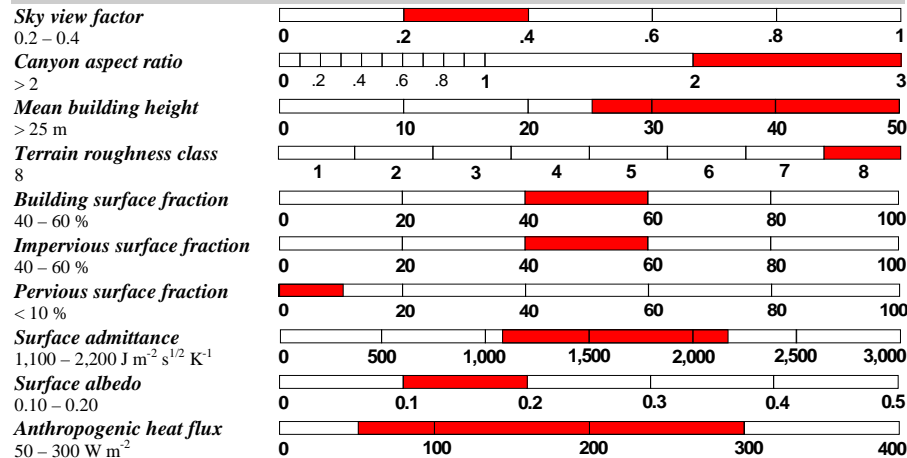 Sky view factor
0.2 – 0.4
0 .2 .4 .6 .8 1
Canyon aspect ratio
> 2
0 .2 .4 .6 .8 1 2 3
Mean building height
> 25 m
0 10 20 30 40 50
Terrain roughness class
8
1 2 3 4 5 6 7 8
Building surface fraction
40 – 60 %
0 20 40 60 80 100
Impervious surface fraction
40 – 60 %
0 20 40 60 80 100
Pervious surface fraction
< 10 %
0 20 40 60 80 100
Surface admittance
1,100 – 2,200 J m⁻² s¹ᐟ² K⁻¹
0 500 1,000 1,500 2,000 2,500 3,000
Surface albedo
0.10 – 0.20
0 0.1 0.2 0.3 0.4 0.5
Anthropogenic heat flux
50 – 300 W m⁻²
0 100 200 300 400